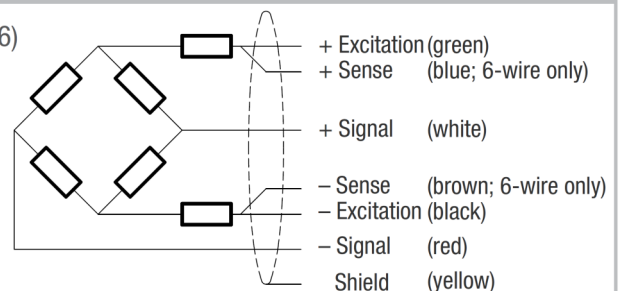 6)
+ Excitation (green)
+ Sense (blue; 6-wire only)
+ Signal (white)
– Sense (brown; 6-wire only)
– Excitation (black)
– Signal (red)
Shield (yellow)